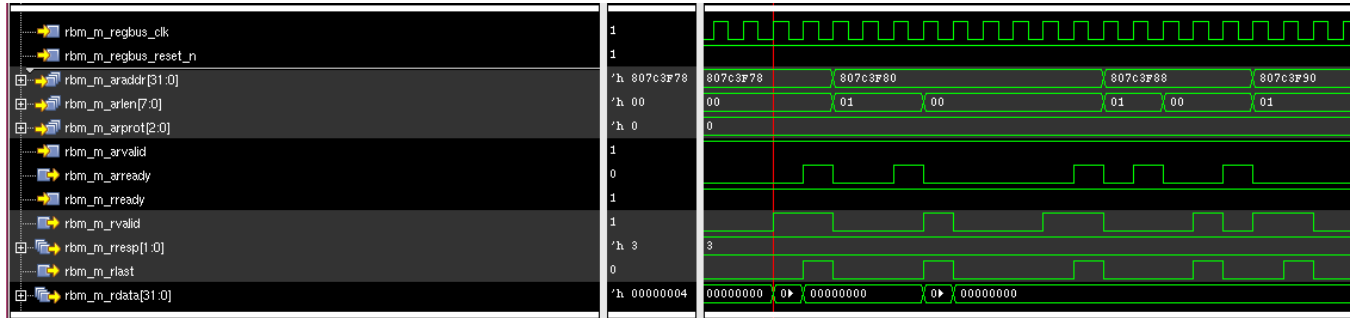 rbm_m_regbus_clk 1
rbm_m_regbus_reset_n 1
rbm_m_araddr[31:0] 'h 807c3F78 807c3F78 807c3F80 807c3F88 807c3F90
rbm_m_arlen[7:0] 'h 00 00 01 00 01 00 01
rbm_m_arprot[2:0] 'h 0 0
rbm_m_arvalid 1
rbm_m_arready 0
rbm_m_rready 1
rbm_m_rvalid 1
rbm_m_rresp[1:0] 'h 3 3
rbm_m_rlast 0
rbm_m_rdata[31:0] 'h 00000004 00000000 0 00000000 0 00000000